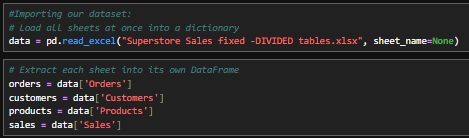 #Importing our dataset:
# Load all sheets at once into a dictionary
data = pd.read_excel("Superstore Sales fixed -DIVIDED tables.xlsx", sheet_name=None)
# Extract each sheet into its own DataFrame
orders = data['Orders']
customers = data['Customers']
products = data['Products']
sales = data['Sales']